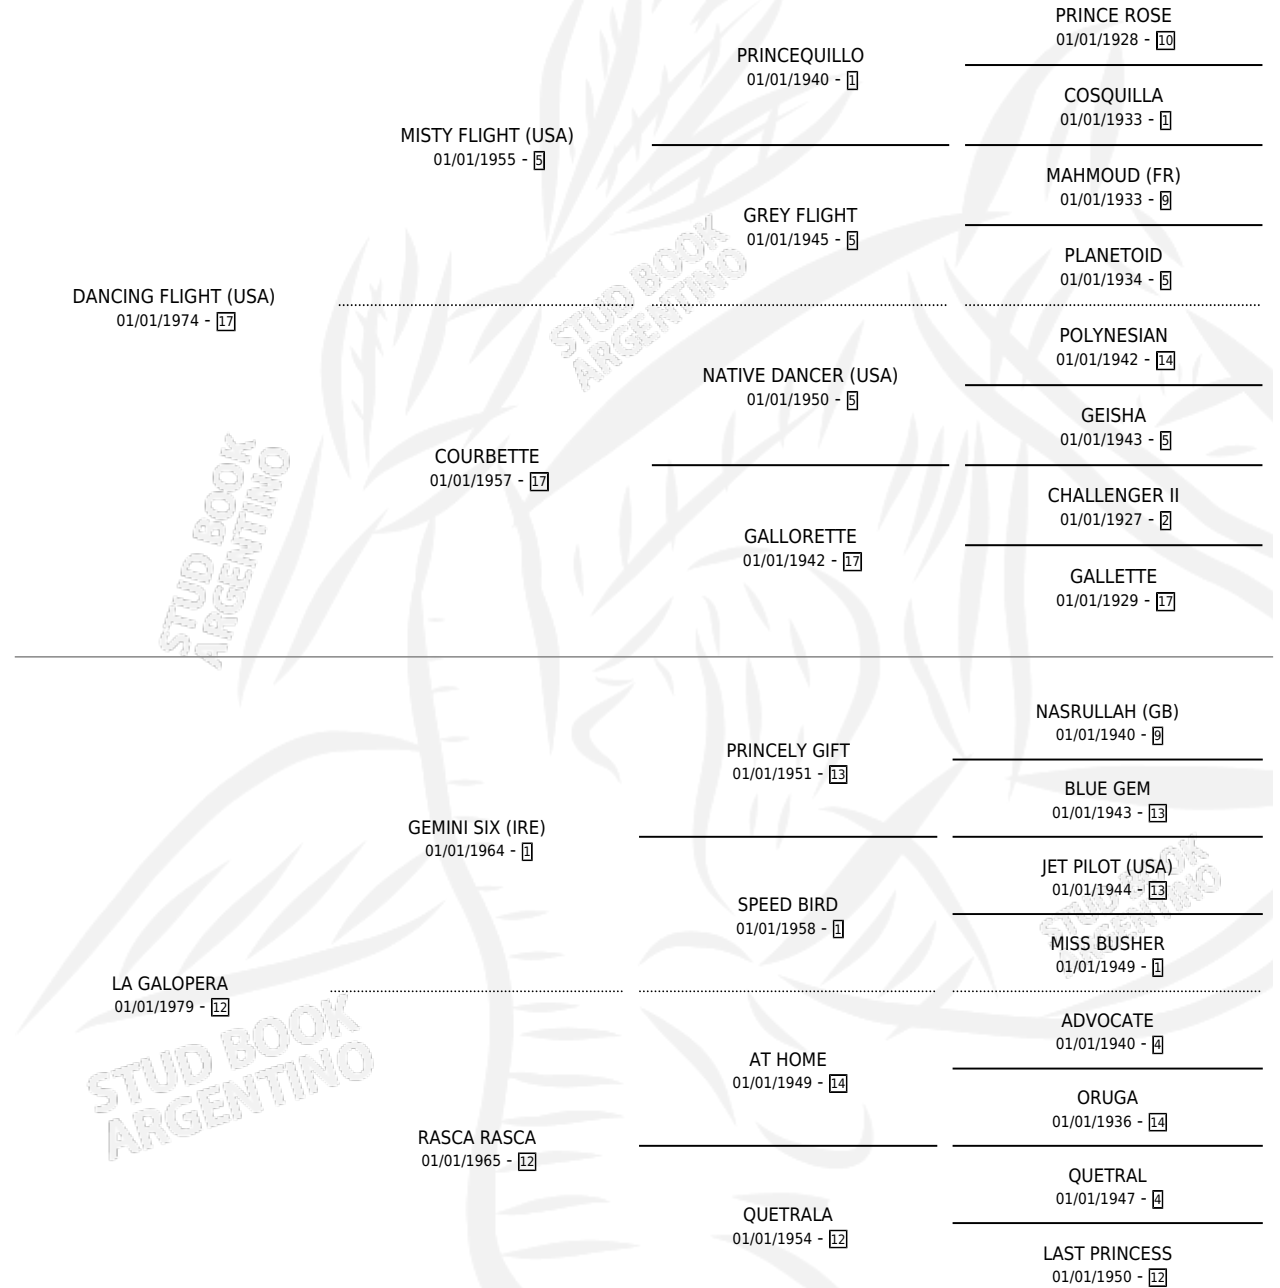 PRINCE ROSE
01/01/1928 - 10
PRINCEQUILLO
01/01/1940 - 1
COSQUILLA
01/01/1933 - 1
MISTY FLIGHT (USA)
01/01/1955 - 5
MAHMOUD (FR)
01/01/1933 - 9
GREY FLIGHT
01/01/1945 - 5
PLANETOID
01/01/1934 - 5
DANCING FLIGHT (USA)
01/01/1974 - 17
POLYNESIAN
01/01/1942 - 14
NATIVE DANCER (USA)
01/01/1950 - 5
GEISHA
01/01/1943 - 5
COURBETTE
01/01/1957 - 17
CHALLENGER II
01/01/1927 - 2
GALLORETTE
01/01/1942 - 17
GALLETTE
01/01/1929 - 17
NASRULLAH (GB)
01/01/1940 - 9
PRINCELY GIFT
01/01/1951 - 13
BLUE GEM
01/01/1943 - 13
GEMINI SIX (IRE)
01/01/1964 - 1
JET PILOT (USA)
01/01/1944 - 13
SPEED BIRD
01/01/1958 - 1
MISS BUSHER
01/01/1949 - 1
LA GALOPERA
01/01/1979 - 12
ADVOCATE
01/01/1940 - 4
AT HOME
01/01/1949 - 14
ORUGA
01/01/1936 - 14
RASCA RASCA
01/01/1965 - 12
QUETRAL
01/01/1947 - 4
QUETRALA
01/01/1954 - 12
LAST PRINCESS
01/01/1950 - 12
STUD BOOK
ARGENTINO
STUD BOOK
ARGENTINO
STUD BOOK
ARGENTINO
STUD BOOK
ARGENTINO